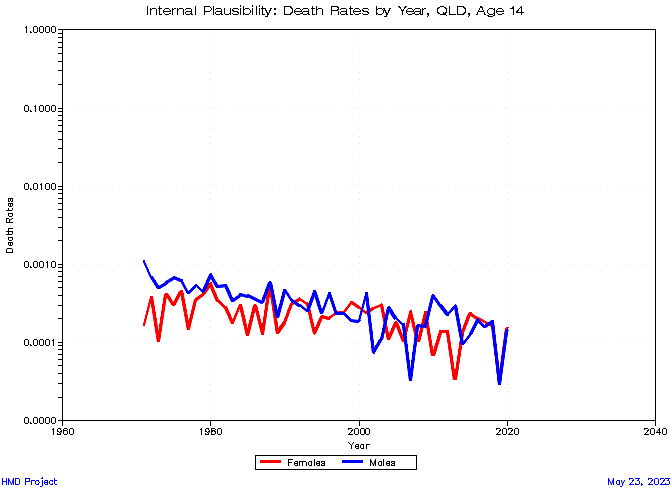 Internal Plausibility: Death Rates by Year, QLD, Age 14
1.0000
0.1000
0.0100
0.0010
0.0001
0.0000
Death Rates
1960
1980
2000
2020
2040
Year
Females
Males
HMD Project
May 23, 2023